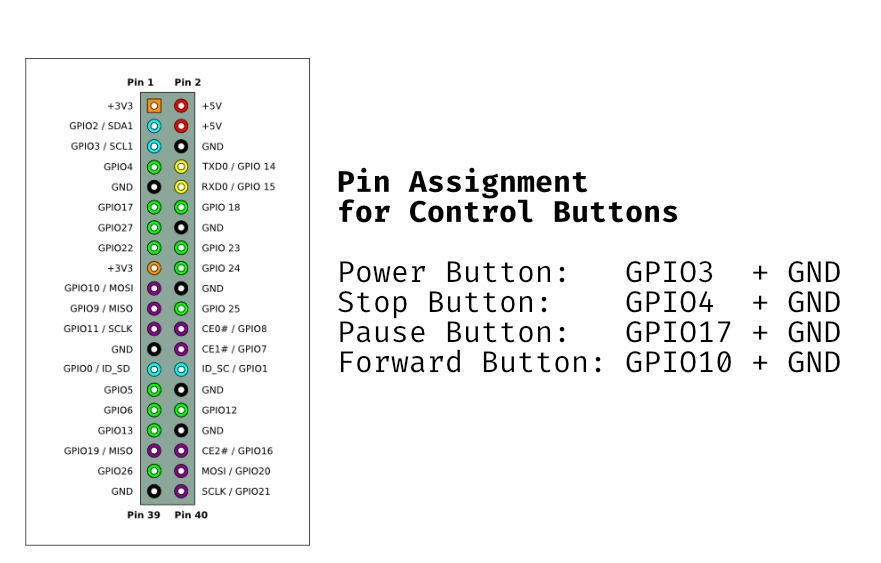 Pin 1 Pin 2
+3V3 +5V
GPIO2 / SDA1 +5V
GPIO3 / SCL1 GND
GPIO4 TXD0 / GPIO 14
GND RXD0 / GPIO 15
GPIO17 GPIO 18
GPIO27 GND
GPIO22 GPIO 23
+3V3 GPIO 24
GPIO10 / MOSI GND
GPIO9 / MISO GPIO 25
GPIO11 / SCLK CE0# / GPIO8
GND CE1# / GPIO7
GPIO0 / ID_SD ID_SC / GPIO1
GPIO5 GND
GPIO6 GPIO12
GPIO13 GND
GPIO19 / MISO CE2# / GPIO16
GPIO26 MOSI / GPIO20
GND SCLK / GPIO21
Pin 39 Pin 40
Pin Assignment
for Control Buttons
Power Button: GPIO3 + GND
Stop Button: GPIO4 + GND
Pause Button: GPIO17 + GND
Forward Button: GPIO10 + GND